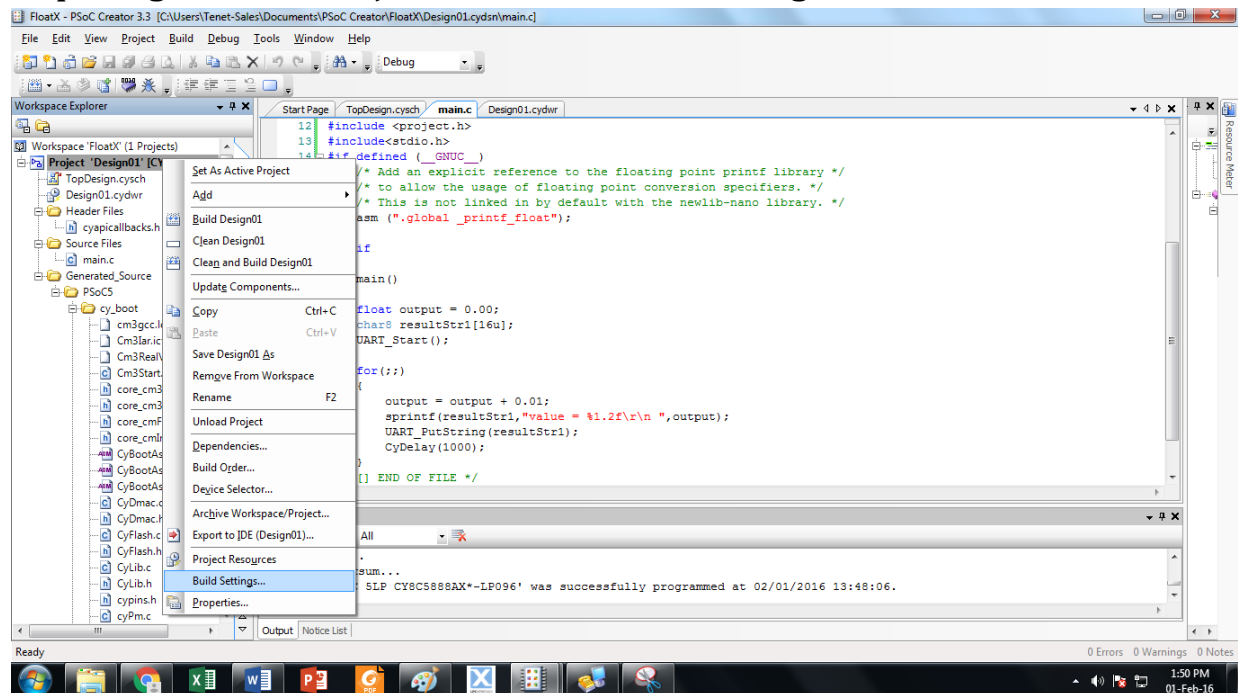 FloatX - PSoC Creator 3.3 [C:\Users\Tenet-Sales\Documents\PSoC Creator\FloatX\Design01.cydsn\main.c]
File Edit View Project Build Debug Tools Window Help
Debug
Workspace Explorer
Start Page TopDesign.cysch main.c Design01.cydwr
Resource Meter
Workspace 'FloatX' (1 Projects)
Project 'Design01' [CY
TopDesign.cysch
Design01.cydwr
Header Files
cyapicallbacks.h
Source Files
main.c
Generated_Source
PSoC5
cy_boot
cm3gcc.l
Cm3Iar.ic
Cm3Real
Cm3Start.
core_cm3
core_cm3
core_cmF
core_cmI
CyBootAs
CyBootAs
CyBootAs
CyDmac.c
CyDmac.h
CyFlash.c
CyFlash.h
CyLib.c
CyLib.h
cypins.h
cyPm.c
Set As Active Project
Add
Build Design01
Clean Design01
Clean and Build Design01
Update Components...
Copy Ctrl+C
Paste Ctrl+V
Save Design01 As
Remove From Workspace
Rename F2
Unload Project
Dependencies...
Build Order...
Device Selector...
Archive Workspace/Project...
Export to IDE (Design01)...
Project Resources
Build Settings...
Properties...
12 #include <project.h>
13 #include<stdio.h>
14 #if defined (__GNUC__)
/* Add an explicit reference to the floating point printf library */
/* to allow the usage of floating point conversion specifiers. */
/* This is not linked in by default with the newlib-nano library. */
asm (".global _printf_float");
if
main()
float output = 0.00;
char8 resultStr1[16u];
UART_Start();
for(;;)
{
output = output + 0.01;
sprintf(resultStr1,"value = %1.2f\r\n ",output);
UART_PutString(resultStr1);
CyDelay(1000);
}
[] END OF FILE */
All
sum...
5LP CY8C5888AX*-LP096' was successfully programmed at 02/01/2016 13:48:06.
Output Notice List
Ready
0 Errors 0 Warnings 0 Notes
1:50 PM
01-Feb-16